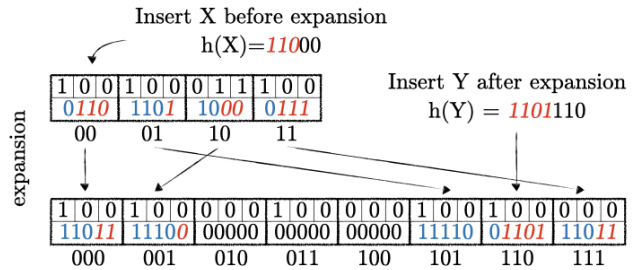 Insert X before expansion
h(X)=11000
Insert Y after expansion
h(Y) = 1101110
1 0 0 1 0 0 0 1 1 0 0 0
0110 1101 1000 0111
00 01 10 11
expansion
1 0 0 1 0 0 0 0 0 1 0 0 0 0 0 1 0 0 1 0 0 1 0 0
11011 11100 00000 00000 00000 11110 01101 11011
000 001 010 011 100 101 110 111